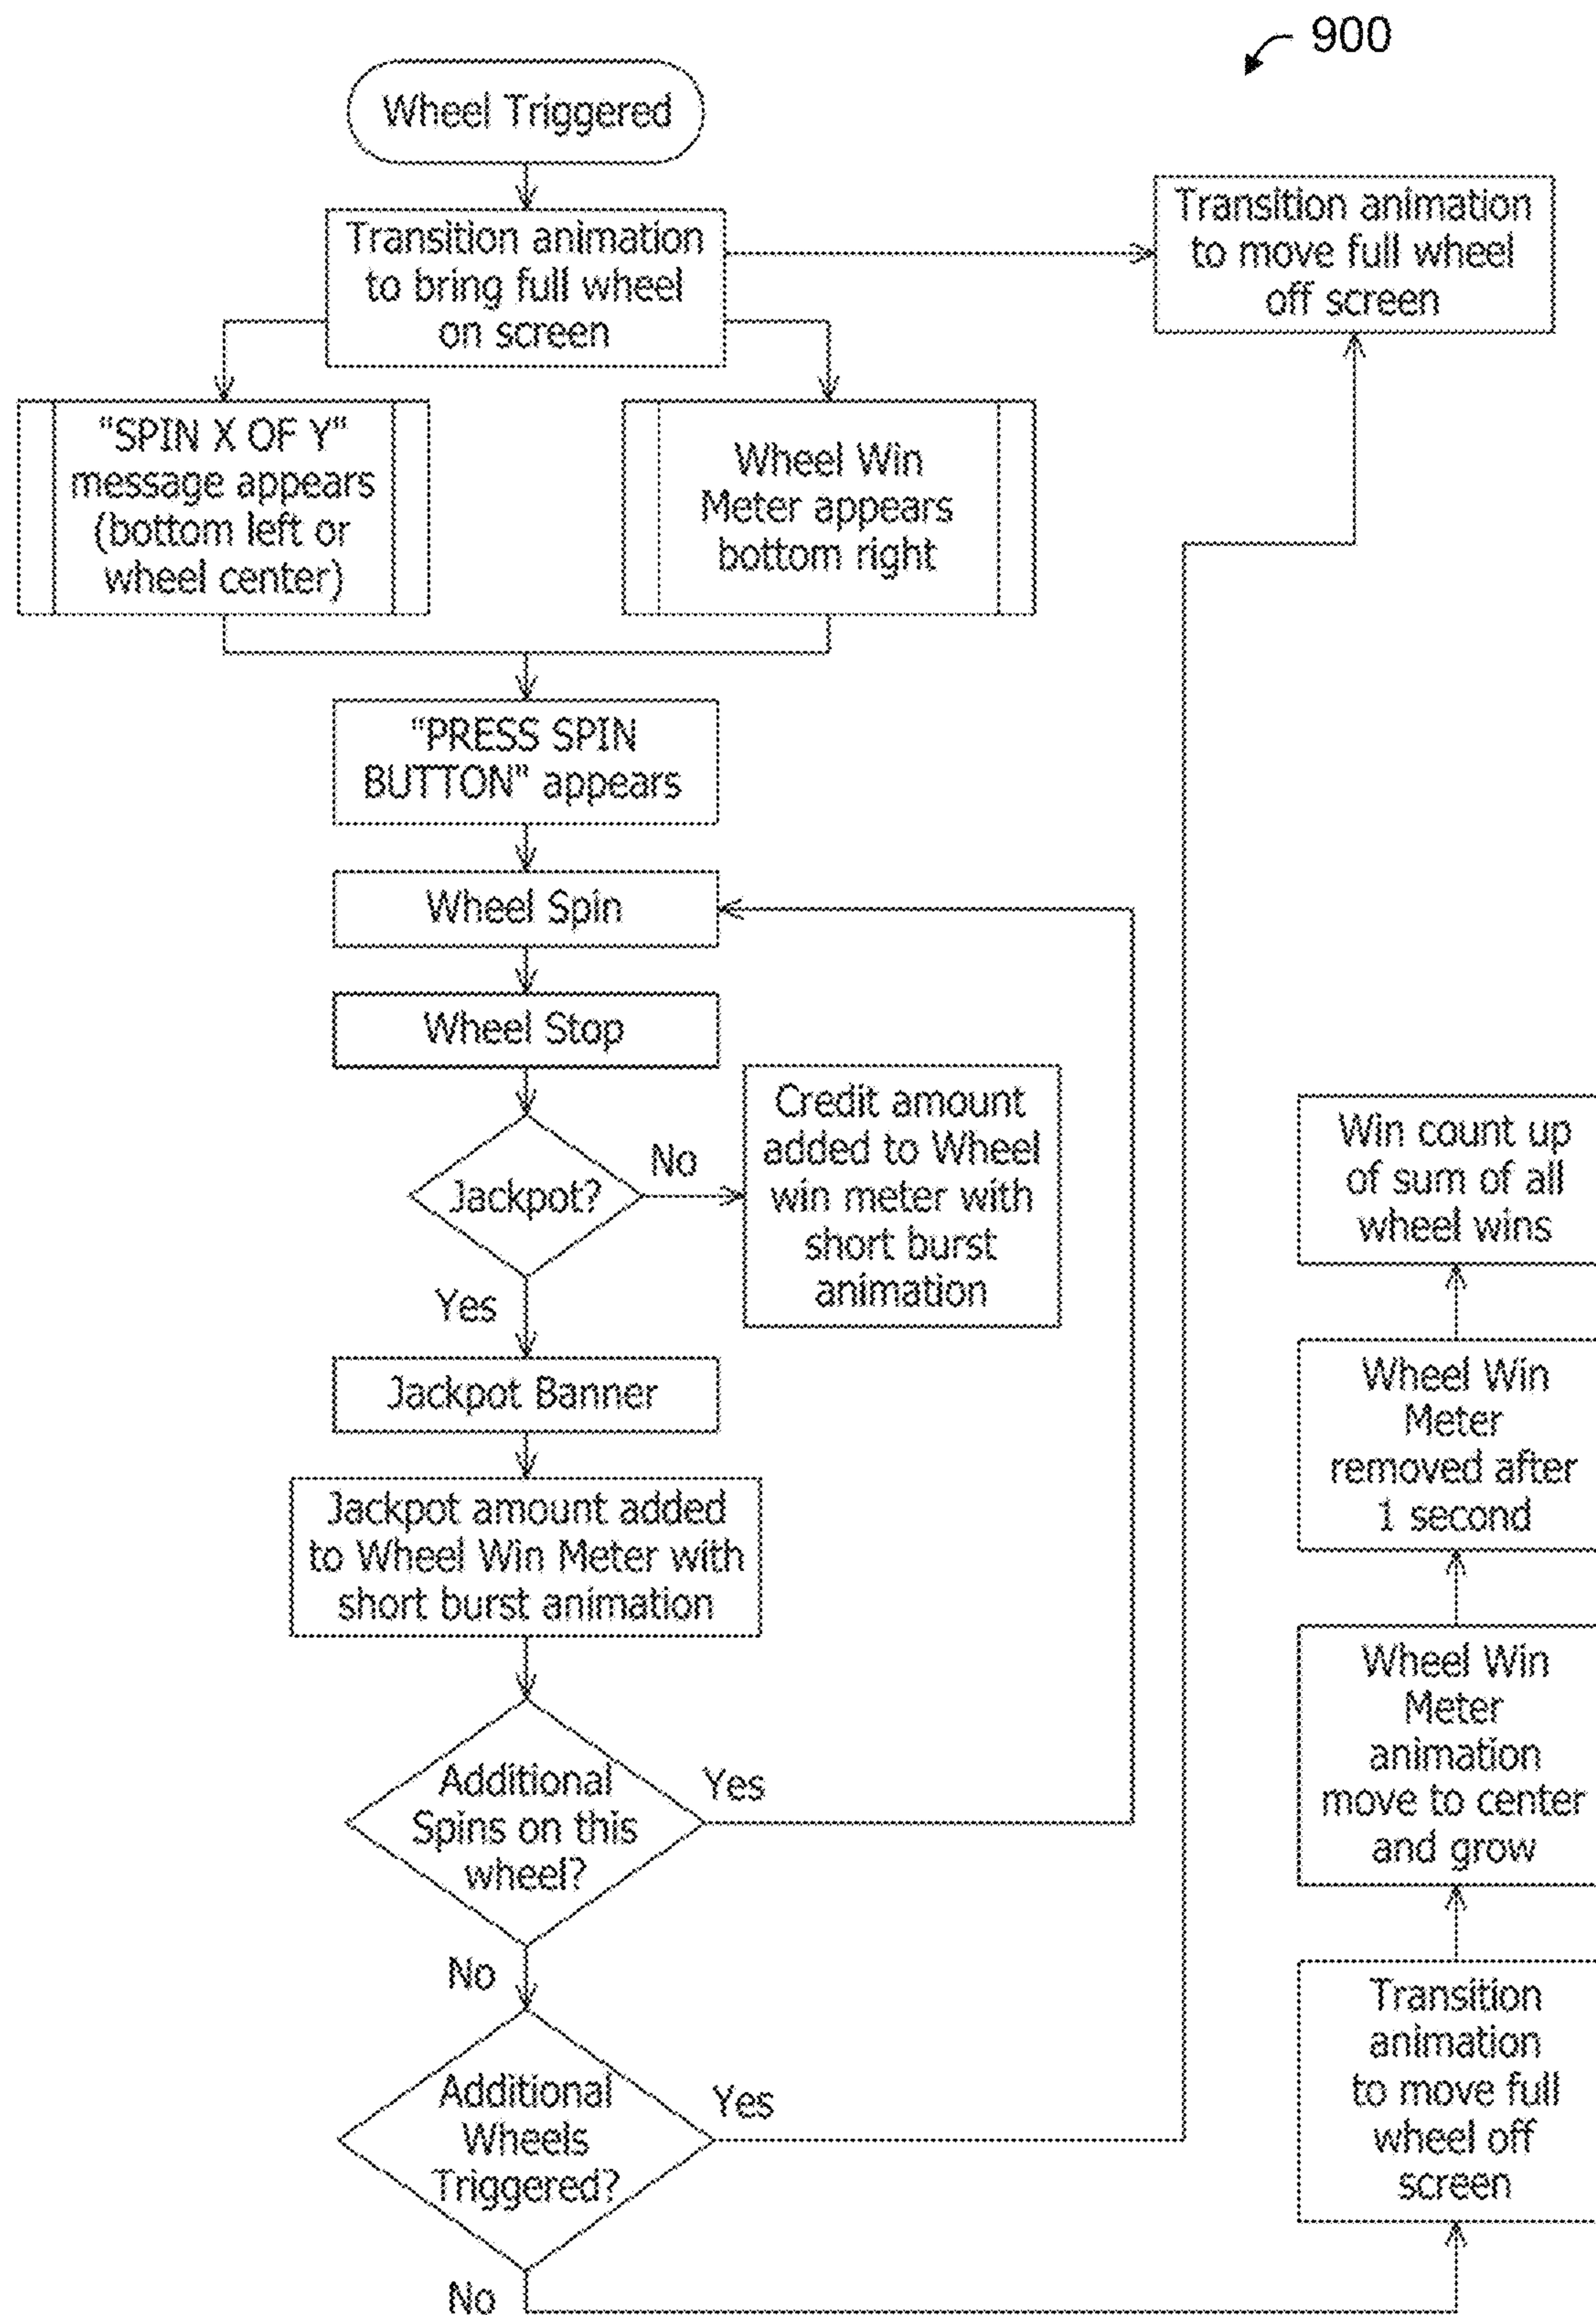 900
Wheel Triggered
Transition animation
to bring full wheel
on screen
Transition animation
to move full wheel
off screen
"SPIN X OF Y"
message appears
(bottom left or
wheel center)
Wheel Win
Meter appears
bottom right
"PRESS SPIN
BUTTON" appears
Wheel Spin
Wheel Stop
Jackpot?
No
Credit amount
added to Wheel
win meter with
short burst
animation
Yes
Jackpot Banner
Jackpot amount added
to Wheel Win Meter with
short burst animation
Additional
Spins on this
wheel?
Yes
No
Additional
Wheels
Triggered?
Yes
No
Win count up
of sum of all
wheel wins
Wheel Win
Meter
removed after
1 second
Wheel Win
Meter
animation
move to center
and grow
Transition
animation
to move full
wheel off
screen